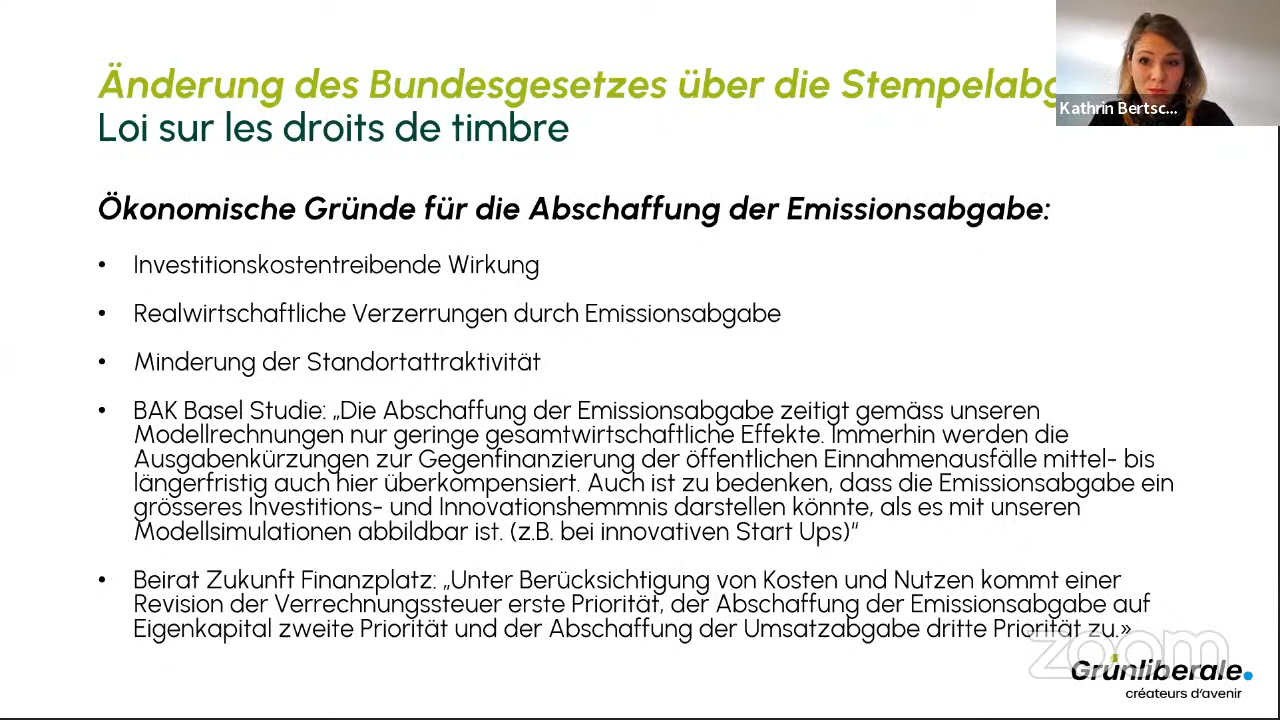 Änderung des Bundesgesetzes über die Stempelabg
Loi sur les droits de timbre
Kathrin Bertsc...
Ökonomische Gründe für die Abschaffung der Emissionsabgabe:
• Investitionskostentreibende Wirkung
• Realwirtschaftliche Verzerrungen durch Emissionsabgabe
• Minderung der Standortattraktivität
• BAK Basel Studie: „Die Abschaffung der Emissionsabgabe zeitigt gemäss unseren
Modellrechnungen nur geringe gesamtwirtschaftliche Effekte. Immerhin werden die
Ausgabenkürzungen zur Gegenfinanzierung der öffentlichen Einnahmenausfälle mittel- bis
längerfristig auch hier überkompensiert. Auch ist zu bedenken, dass die Emissionsabgabe ein
grösseres Investitions- und Innovationshemmnis darstellen könnte, als es mit unseren
Modellsimulationen abbildbar ist. (z.B. bei innovativen Start Ups)“
• Beirat Zukunft Finanzplatz: „Unter Berücksichtigung von Kosten und Nutzen kommt einer
Revision der Verrechnungssteuer erste Priorität, der Abschaffung der Emissionsabgabe auf
Eigenkapital zweite Priorität und der Abschaffung der Umsatzabgabe dritte Priorität zu.»
zoom
Grünliberale.
créateurs d'avenir